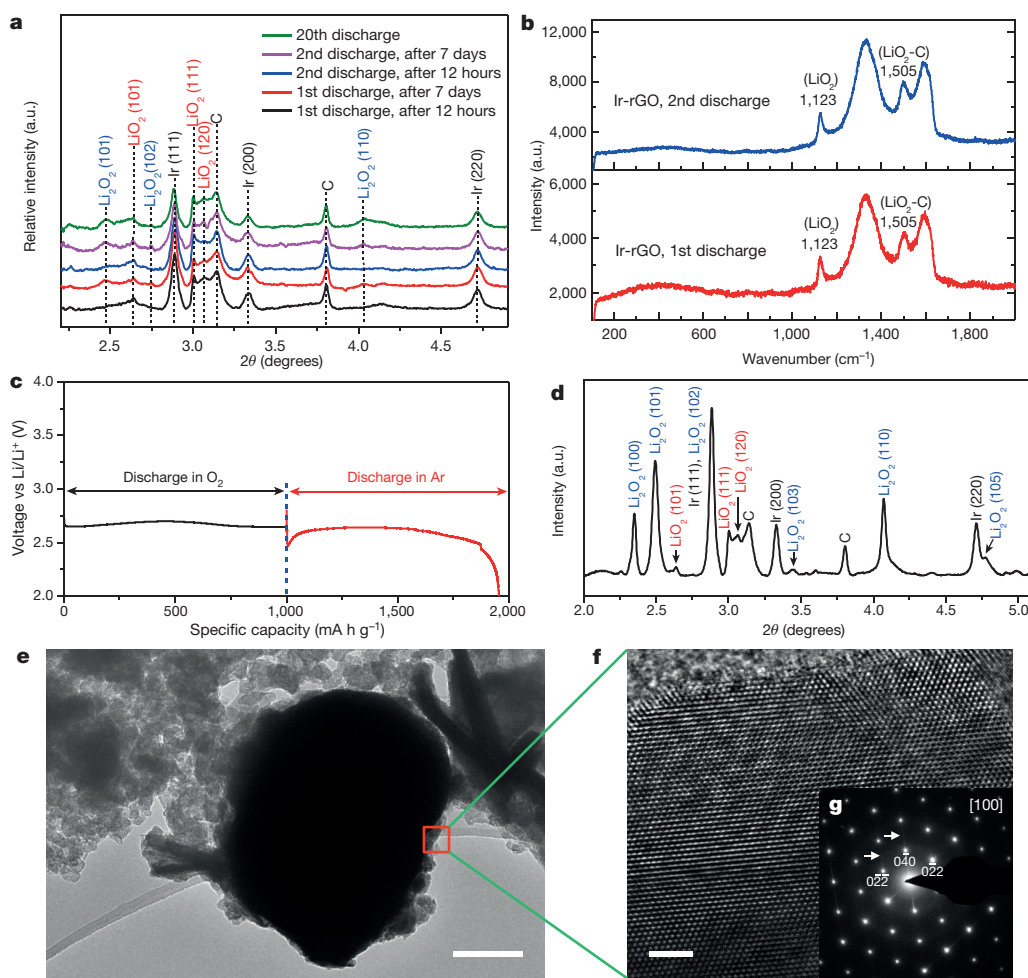 a
20th discharge
2nd discharge, after 7 days
2nd discharge, after 12 hours
1st discharge, after 7 days
1st discharge, after 12 hours
Li₂O₂ (101)
LiO₂ (101)
Li₂O₂ (102)
Ir (111)
LiO₂ (111)
LiO₂ (120)
C
Ir (200)
C
Li₂O₂ (110)
Ir (220)
Relative intensity (a.u.)
2.5 3.0 3.5 4.0 4.5
2θ (degrees)
b
12,000
8,000
4,000
Ir-rGO, 2nd discharge
(LiO₂)
1,123
(LiO₂-C)
1,505
6,000
4,000
2,000
Ir-rGO, 1st discharge
(LiO₂)
1,123
(LiO₂-C)
1,505
Intensity (a.u.)
200 600 1,000 1,400 1,800
Wavenumber (cm⁻¹)
c
4.0
3.5
3.0
2.5
2.0
Voltage vs Li/Li⁺ (V)
Discharge in O₂
Discharge in Ar
0 500 1,000 1,500 2,000
Specific capacity (mA h g⁻¹)
d
Intensity (a.u.)
Li₂O₂ (100)
Li₂O₂ (101)
LiO₂ (101)
Ir (111), Li₂O₂ (102)
LiO₂ (111)
LiO₂ (120)
C
Ir (200)
Li₂O₂ (103)
C
Li₂O₂ (110)
Ir (220)
Li₂O₂ (105)
2.0 2.5 3.0 3.5 4.0 4.5 5.0
2θ (degrees)
e
f
g
[100]
04̅0
02̅2̅
02̅2